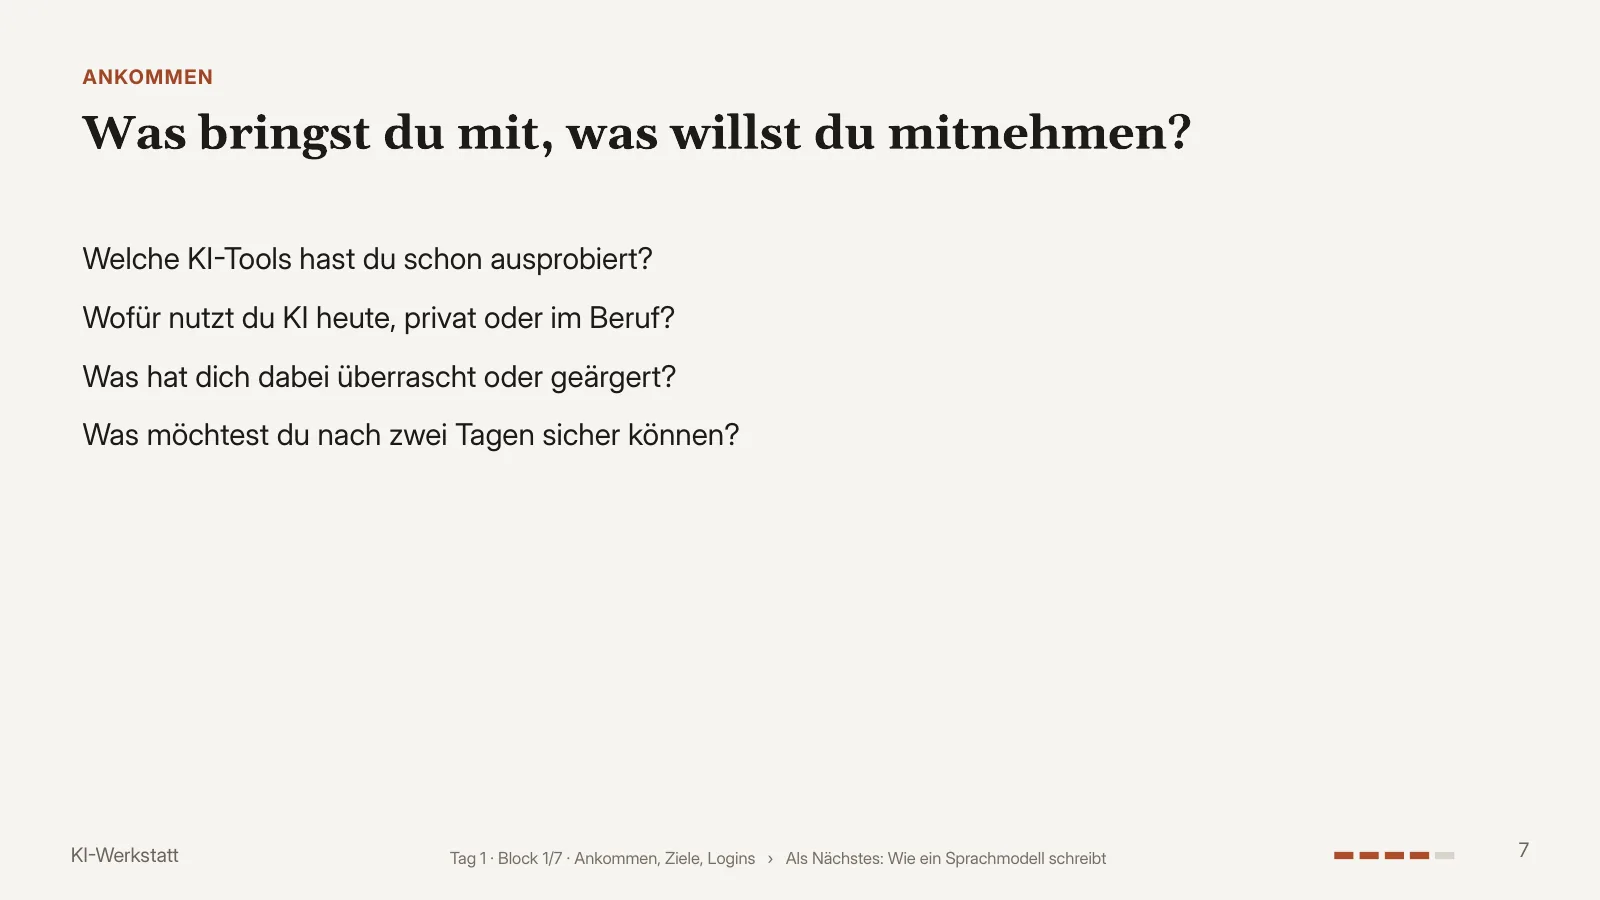 ANKOMMEN
Was bringst du mit, was willst du mitnehmen?
Welche KI-Tools hast du schon ausprobiert?
Wofür nutzt du KI heute, privat oder im Beruf?
Was hat dich dabei überrascht oder geärgert?
Was möchtest du nach zwei Tagen sicher können?
KI-Werkstatt
Tag 1 · Block 1/7 · Ankommen, Ziele, Logins › Als Nächstes: Wie ein Sprachmodell schreibt
7